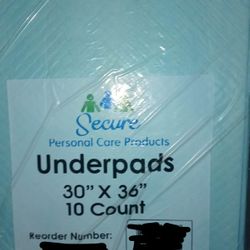 Secure
Personal Care Products
Underpads
30" X 36"
10 Count
Reorder Number: